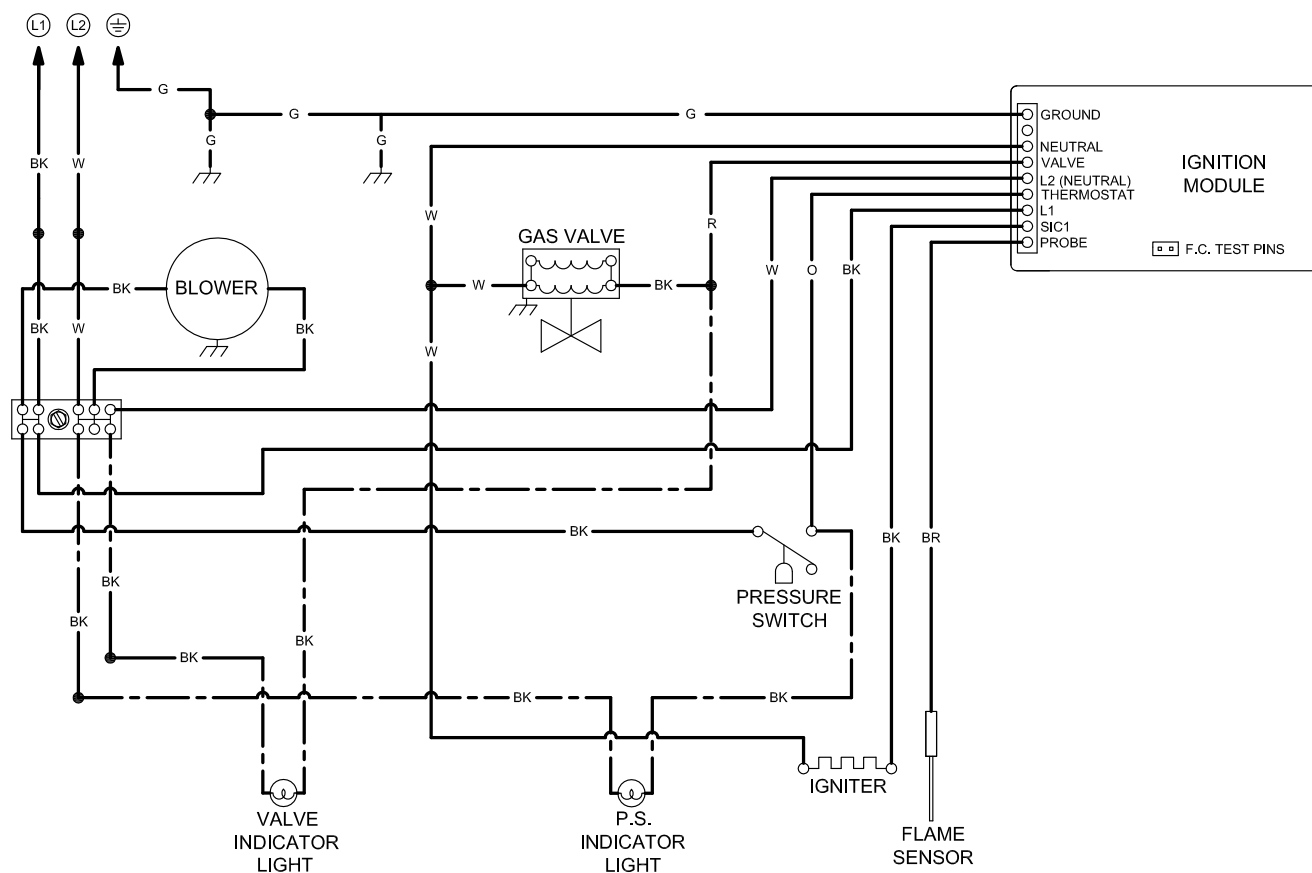 L1 L2
G
G
G
G
G
GROUND
NEUTRAL
VALVE
L2 (NEUTRAL)
THERMOSTAT
L1
SIC1
PROBE
IGNITION
MODULE
F.C. TEST PINS
BK
W
W
R
GAS VALVE
W
BK
W
O
BK
BK
BLOWER
BK
W
BK
W
BK
BK
BR
BK
PRESSURE
SWITCH
BK
BK
BK
BK
BK
BK
IGNITER
VALVE
INDICATOR
LIGHT
P.S.
INDICATOR
LIGHT
FLAME
SENSOR